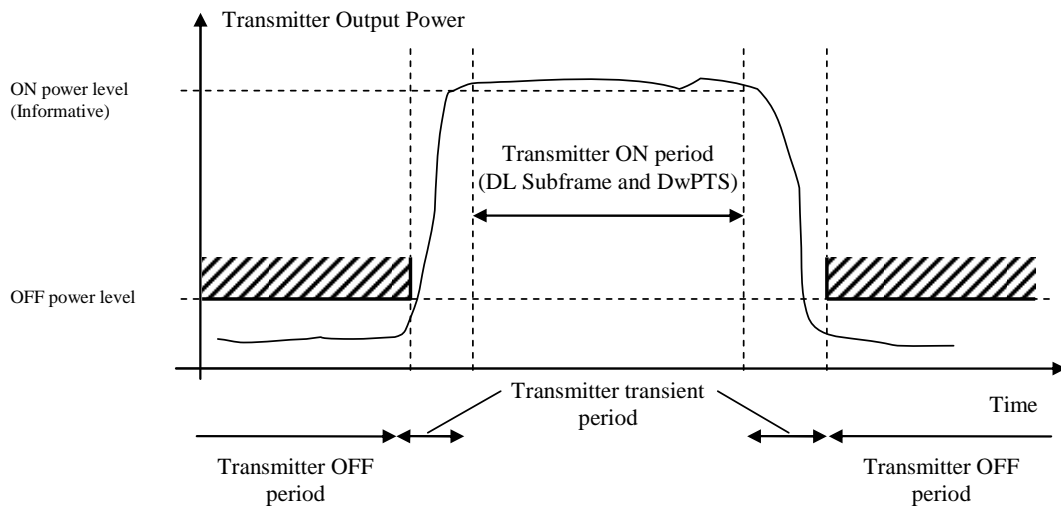 Transmitter Output Power
ON power level
(Informative)
Transmitter ON period
(DL Subframe and DwPTS)
OFF power level
Transmitter transient
period
Time
Transmitter OFF
period
Transmitter OFF
period